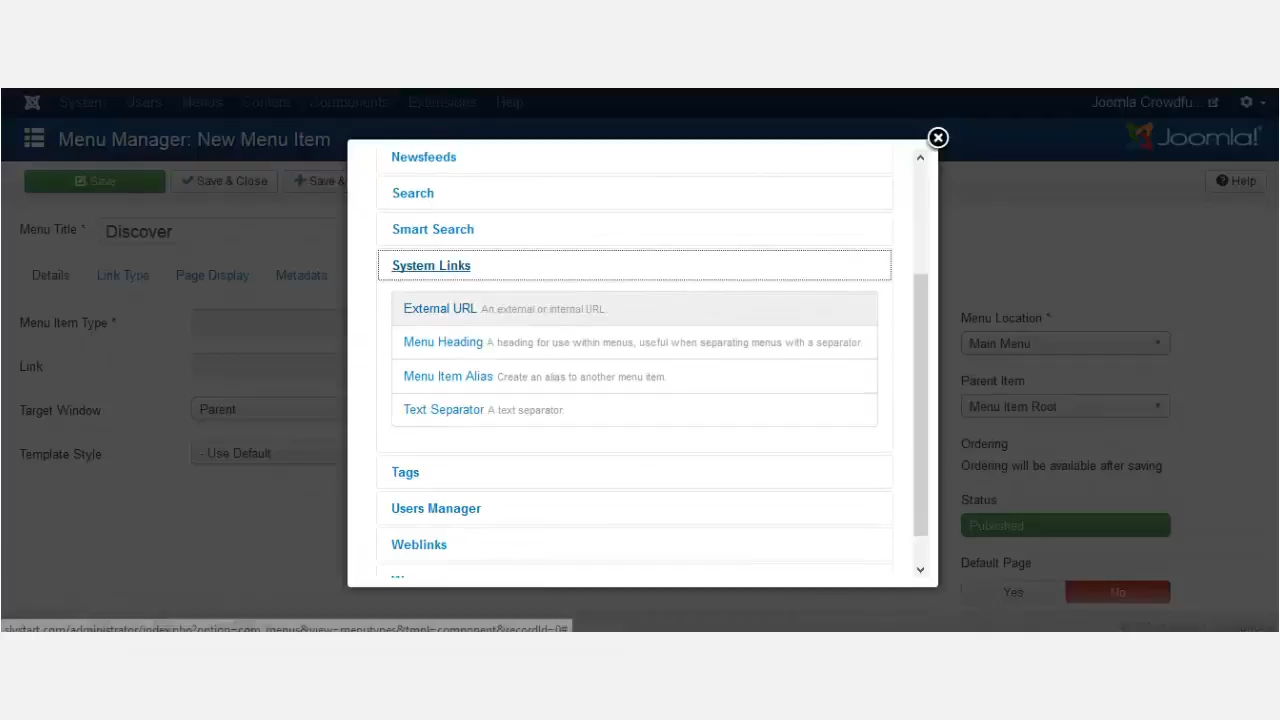 System Users Menus Content Components Extensions Help
Joomla Crowdfu...
Menu Manager: New Menu Item
Joomla!
Save
Save & Close
Save &
Help
Menu Title *
Discover
Details
Link Type
Page Display
Metadata
Menu Item Type *
Link
Target Window
Parent
Template Style
- Use Default
Newsfeeds
Search
Smart Search
System Links
External URL An external or internal URL.
Menu Heading A heading for use within menus, useful when separating menus with a separator.
Menu Item Alias Create an alias to another menu item.
Text Separator A text separator.
Tags
Users Manager
Weblinks
Menu Location *
Main Menu
Parent Item
Menu Item Root
Ordering
Ordering will be available after saving
Status
Published
Default Page
Yes
No